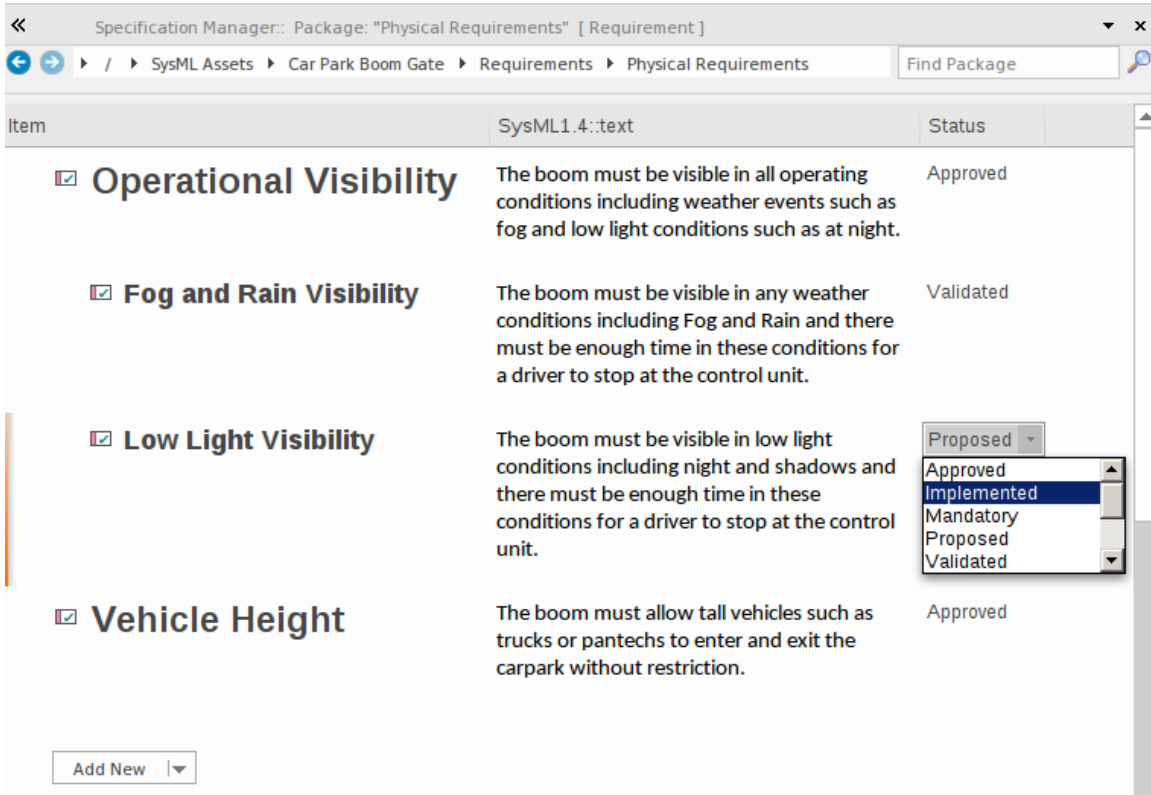 Specification Manager:: Package: "Physical Requirements" [ Requirement ]
/ SysML Assets Car Park Boom Gate Requirements Physical Requirements Find Package
Item SysML1.4::text Status
Operational Visibility
The boom must be visible in all operating
conditions including weather events such as
fog and low light conditions such as at night.
Approved
Fog and Rain Visibility
The boom must be visible in any weather
conditions including Fog and Rain and there
must be enough time in these conditions for
a driver to stop at the control unit.
Validated
Low Light Visibility
The boom must be visible in low light
conditions including night and shadows and
there must be enough time in these
conditions for a driver to stop at the control
unit.
Proposed
Approved
Implemented
Mandatory
Proposed
Validated
Vehicle Height
The boom must allow tall vehicles such as
trucks or pantechs to enter and exit the
carpark without restriction.
Approved
Add New